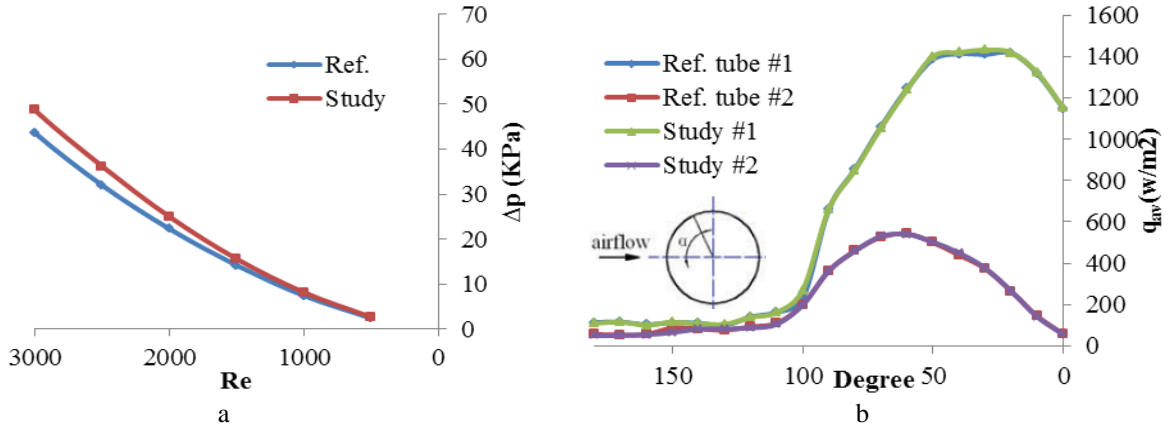 70
60
50
40
30
20
10
0
Δp (KPa)
Ref.
Study
3000
2000
1000
0
Re
a
1600
1400
1200
1000
800
600
400
200
0
q_av(w/m2)
Ref. tube #1
Ref. tube #2
Study #1
Study #2
airflow
α
150
100
50
0
Degree
b